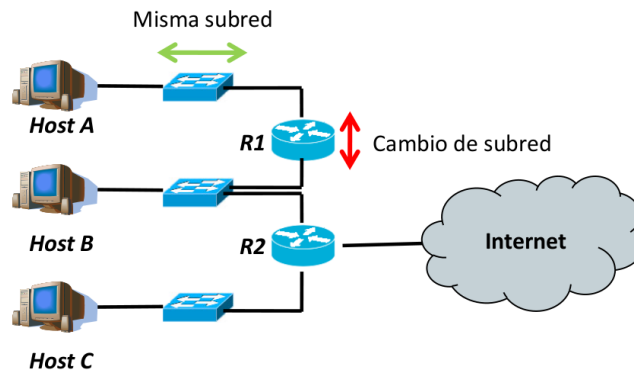 Misma subred
Host A
R1
Cambio de subred
Host B
R2
Internet
Host C